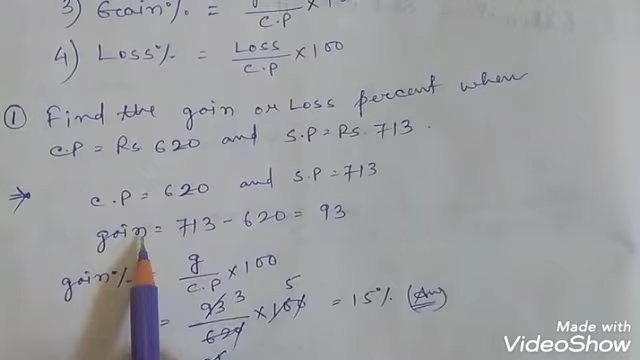 3) Gain% = g/C.P × 100
4) Loss% = Loss/C.P × 100
① Find the gain or Loss percent when
C.P = Rs 620 and S.P = Rs. 713.
⇒ C.P = 620 and S.P = 713
gain = 713 - 620 = 93
gain% = g/C.P × 100
= 93 3/620 × 100 5 = 15% (Ans)
Made with
VideoShow